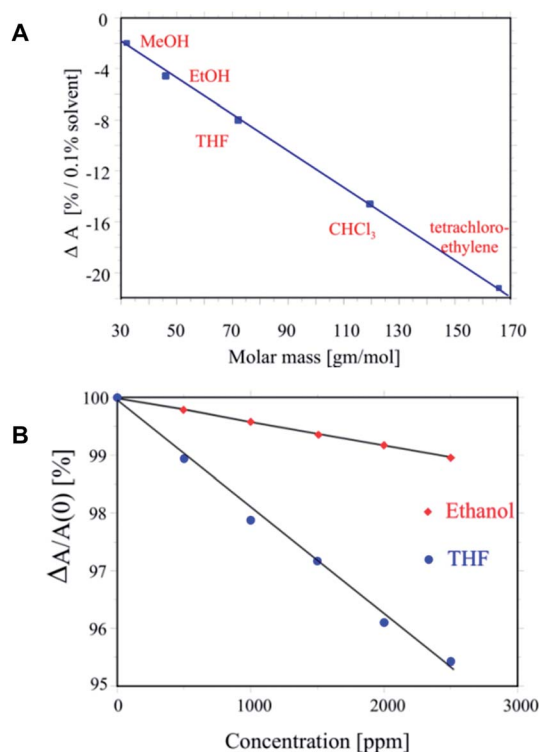 A
0
-4
-8
-12
-16
-20
Δ A [% / 0.1% solvent]
MeOH
EtOH
THF
CHCl₃
tetrachloro-
ethylene
30 50 70 90 110 130 150 170
Molar mass [gm/mol]
B
100
99
98
97
96
95
ΔA/A(0) [%]
Ethanol
THF
0 1000 2000 3000
Concentration [ppm]